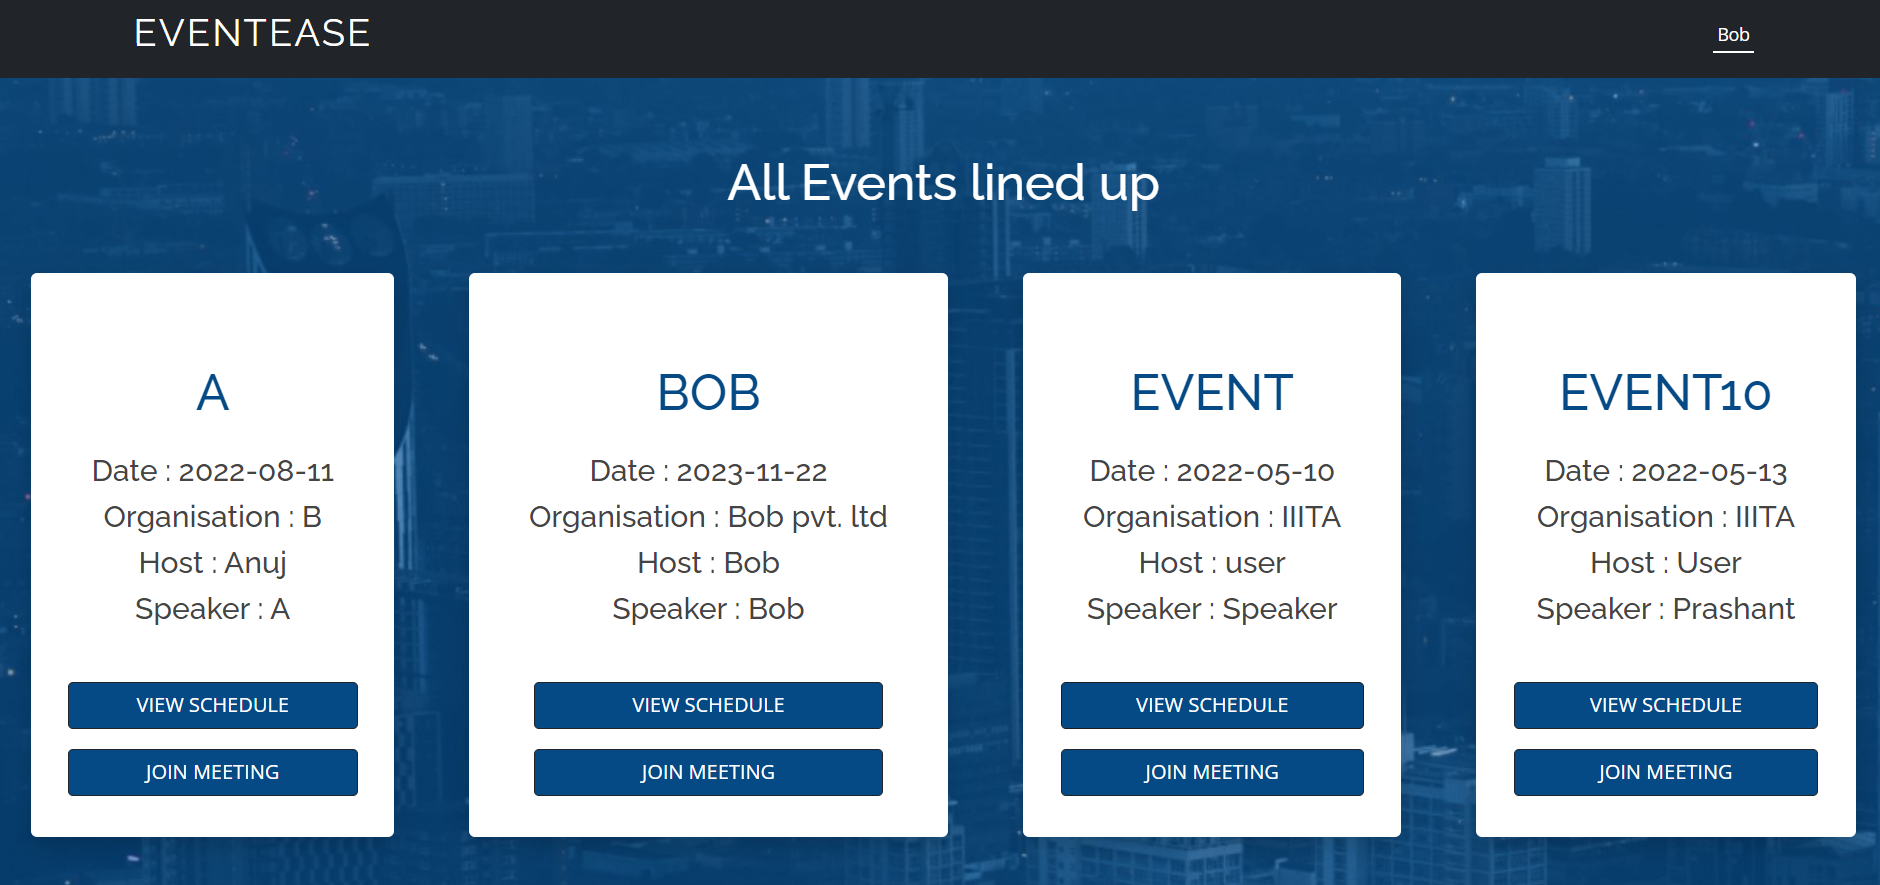 EVENTEASE
Bob
All Events lined up
A
Date : 2022-08-11
Organisation : B
Host : Anuj
Speaker : A
VIEW SCHEDULE
JOIN MEETING
BOB
Date : 2023-11-22
Organisation : Bob pvt. ltd
Host : Bob
Speaker : Bob
VIEW SCHEDULE
JOIN MEETING
EVENT
Date : 2022-05-10
Organisation : IIITA
Host : user
Speaker : Speaker
VIEW SCHEDULE
JOIN MEETING
EVENT10
Date : 2022-05-13
Organisation : IIITA
Host : User
Speaker : Prashant
VIEW SCHEDULE
JOIN MEETING